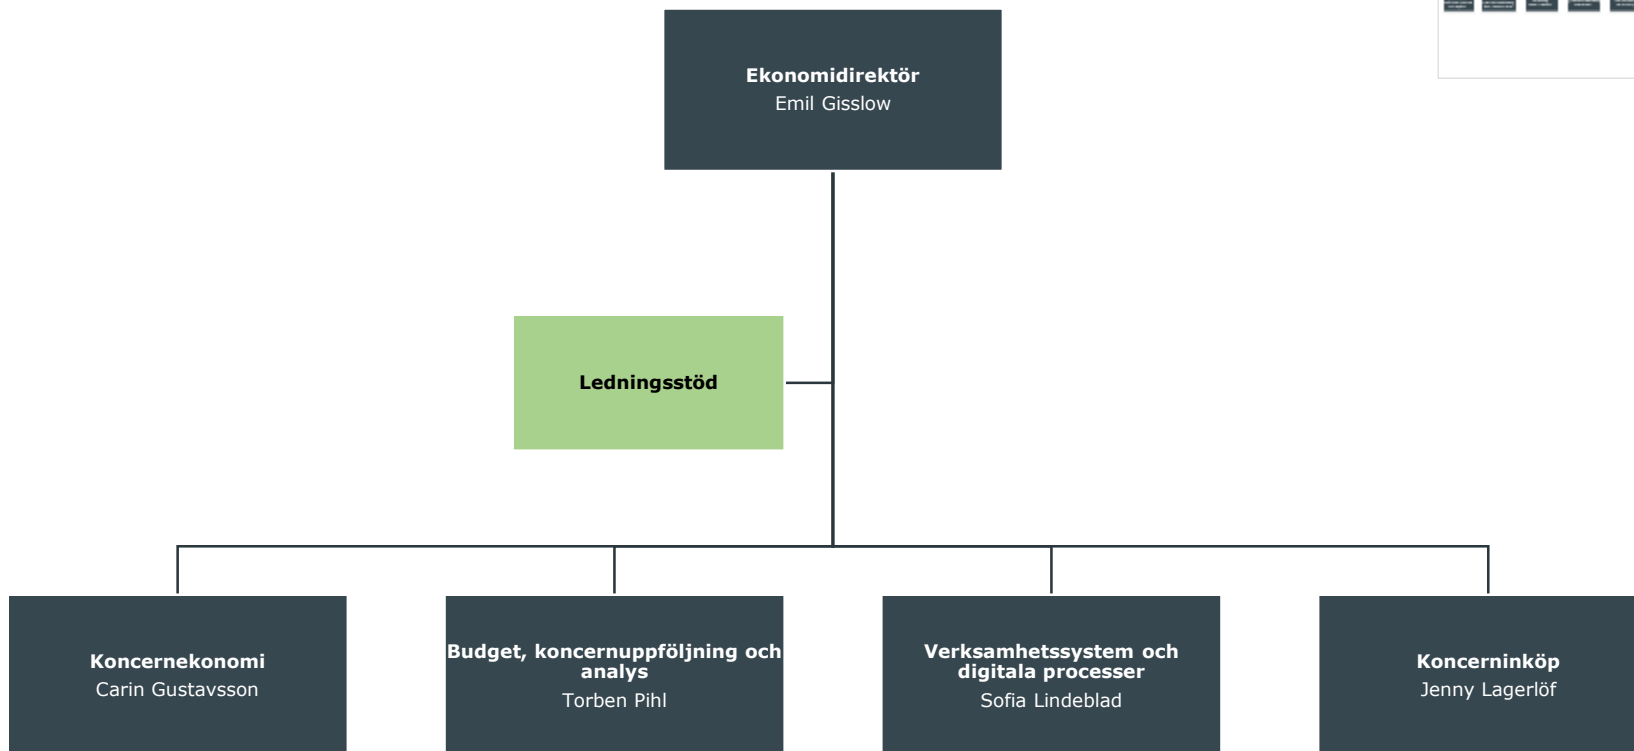 Ekonomidirektör
Emil Gisslow
Ledningsstöd
Koncernekonomi
Carin Gustavsson
Budget, koncernuppföljning och
analys
Torben Pihl
Verksamhetssystem och
digitala processer
Sofia Lindeblad
Koncerninköp
Jenny Lagerlöf